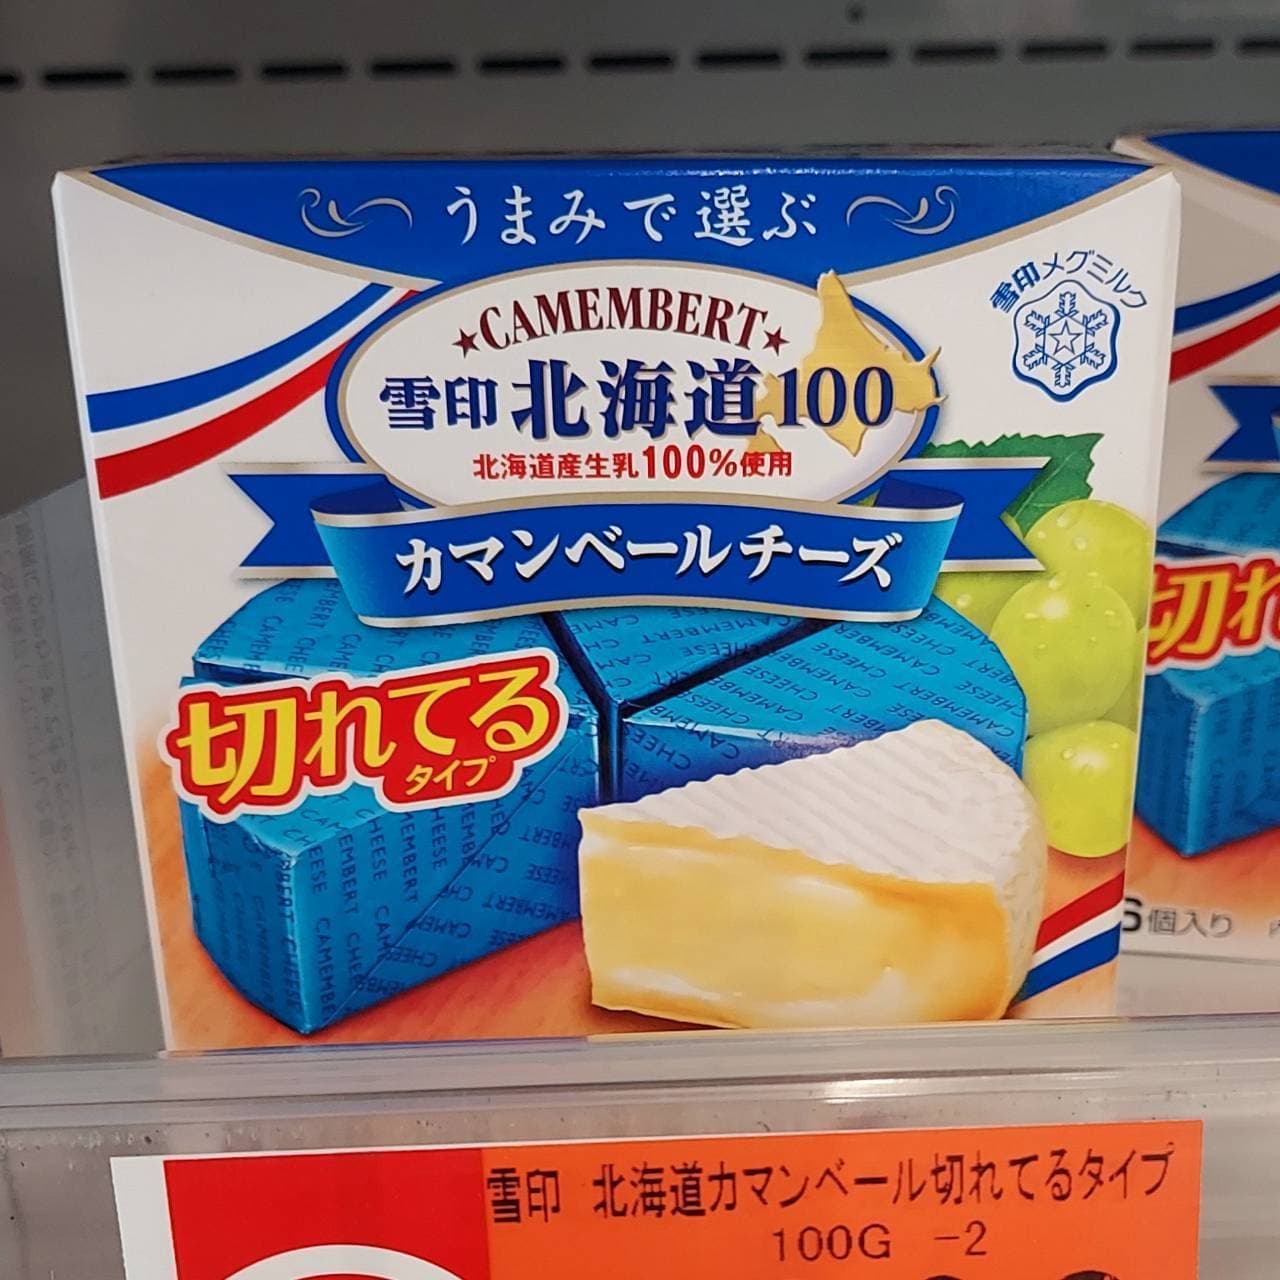 うまみで選ぶ
雪印メグミルク
★CAMEMBERT★
雪印 北海道100
北海道産生乳100%使用
カマンベールチーズ
切れてる
タイプ
切れ
6個入り
雪印 北海道カマンベール切れてるタイプ
100G -2